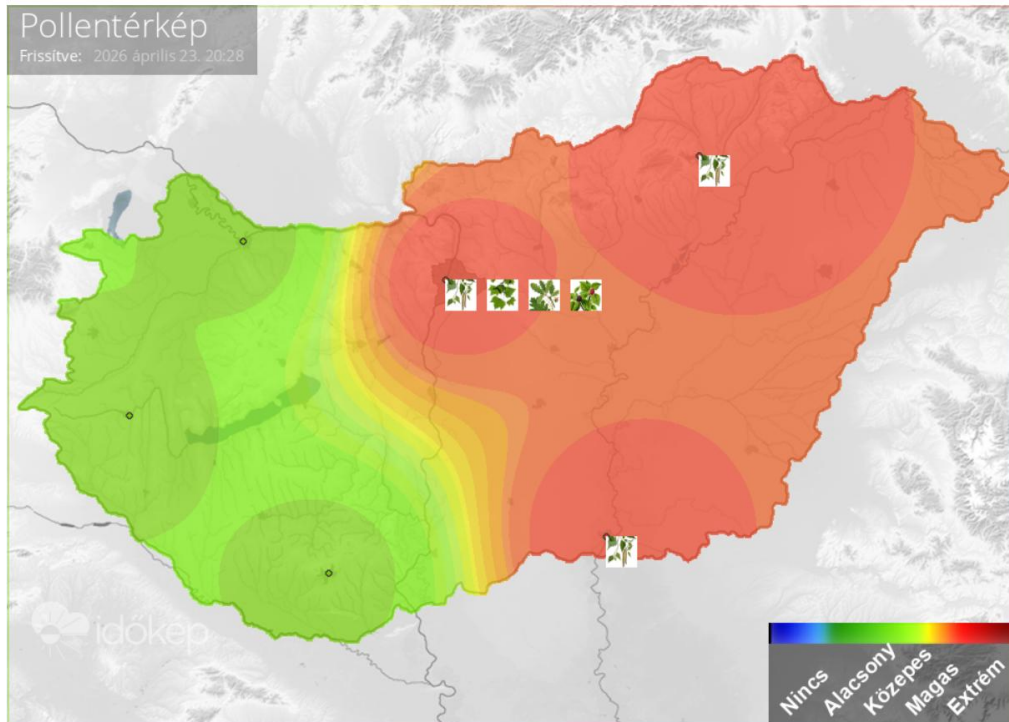 Pollentérkép
Frissítve: 2026 április 23. 20:28
időkép
Nincs
Alacsony
Közepes
Magas
Extrém